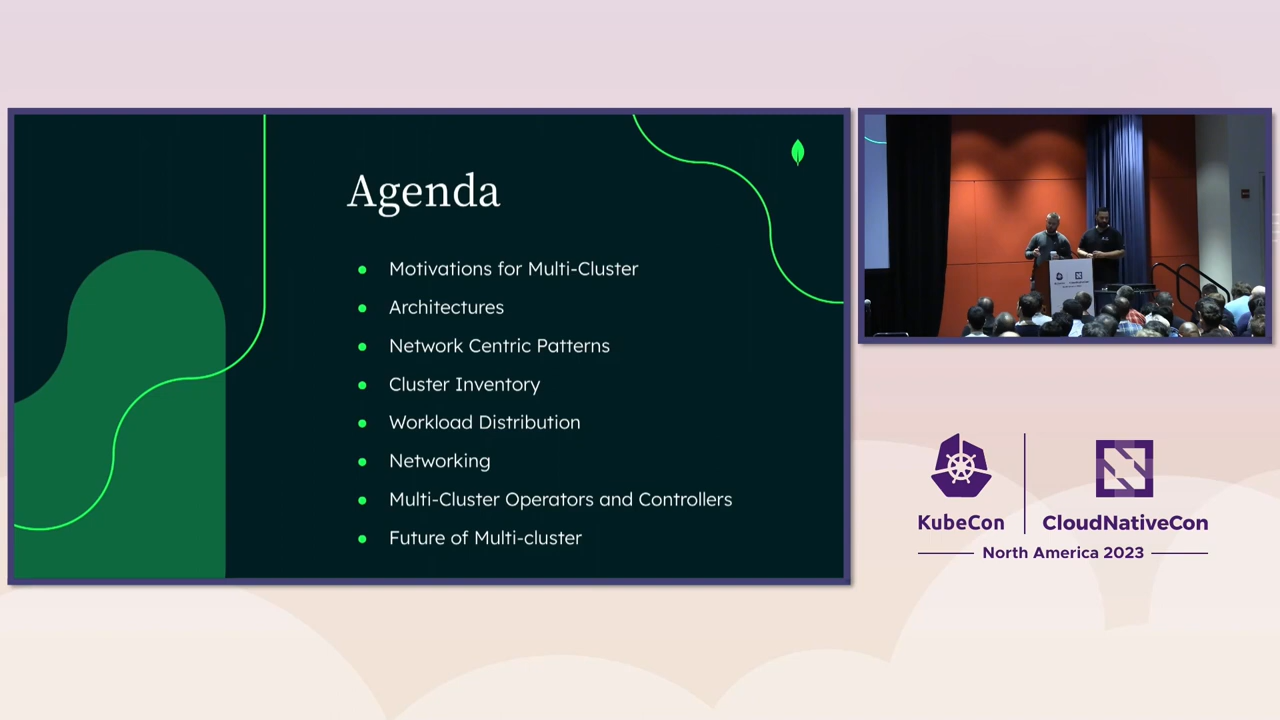 Agenda
Motivations for Multi-Cluster
Architectures
Network Centric Patterns
Cluster Inventory
Workload Distribution
Networking
Multi-Cluster Operators and Controllers
Future of Multi-cluster
KubeCon
CloudNativeCon
North America 2023